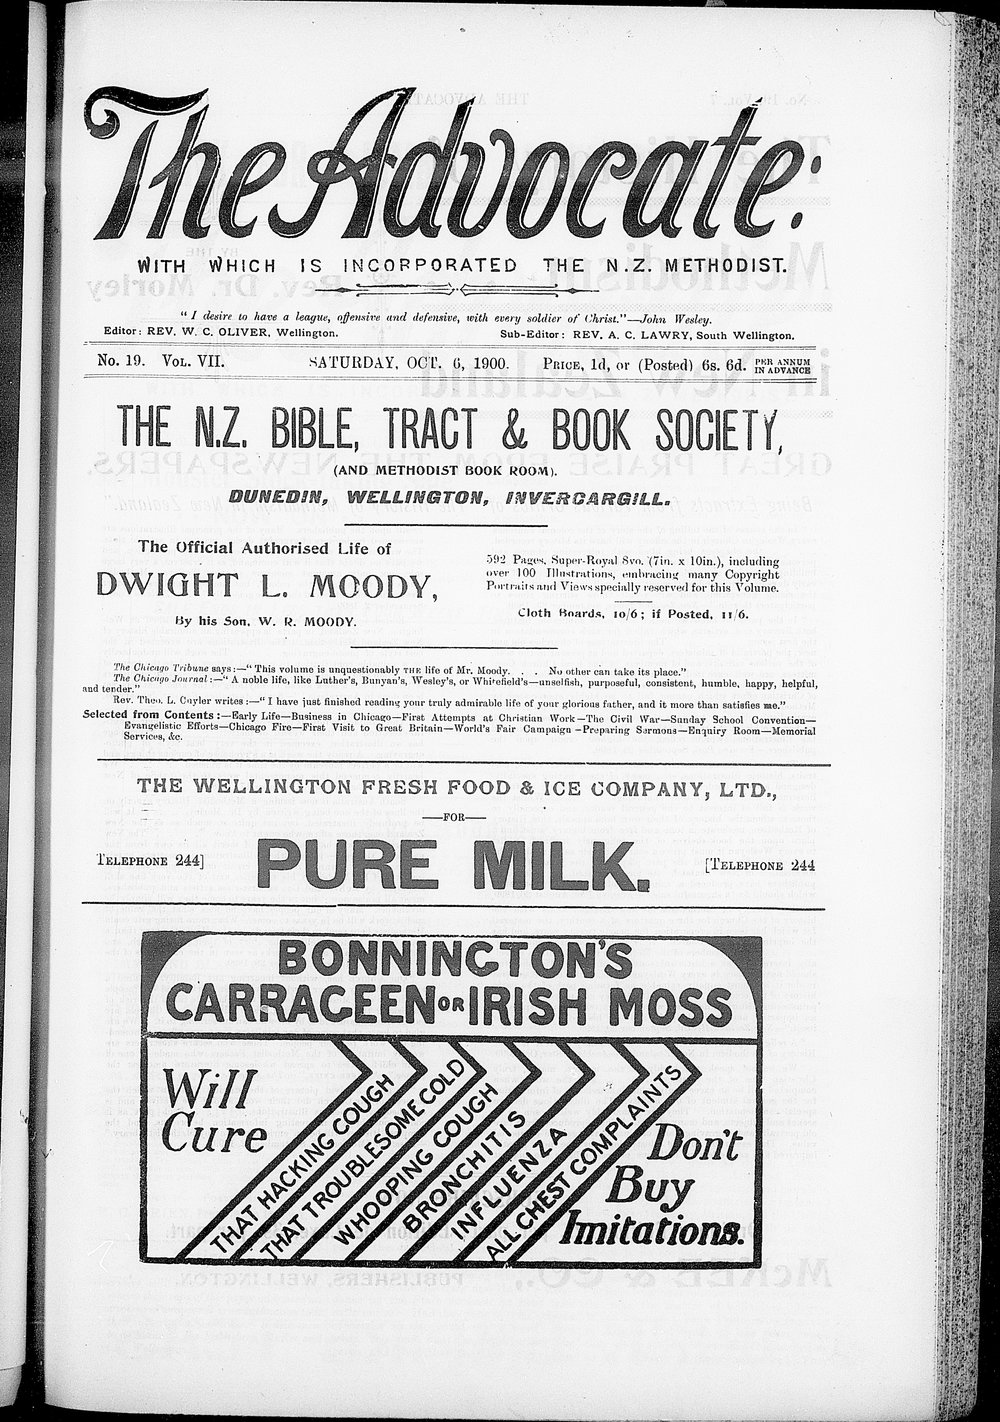 The Advocate:
WITH WHICH IS INCORPORATED THE N.Z. METHODIST.
"I desire to have a league, offensive and defensive, with every soldier of Christ."—John Wesley.
Editor: REV. W. C. OLIVER, Wellington. Sub-Editor: REV. A. C. LAWRY, South Wellington.
No. 19. VOL. VII. SATURDAY, OCT. 6, 1900. PRICE, 1d, or (Posted) 6s. 6d. PER ANNUM IN ADVANCE
THE N.Z. BIBLE, TRACT & BOOK SOCIETY,
(AND METHODIST BOOK ROOM).
DUNEDIN, WELLINGTON, INVERCARGILL.
The Official Authorised Life of
DWIGHT L. MOODY,
By his Son, W. R. MOODY.
592 Pages, Super-Royal 8vo. (7in. x 10in.), including
over 100 Illustrations, embracing many Copyright
Portraits and Views specially reserved for this Volume.
Cloth Boards, 10/6; if Posted, 11/6.
The Chicago Tribune says:—"This volume is unquestionably THE life of Mr. Moody. . . No other can take its place."
The Chicago Journal:—"A noble life, like Luther's, Bunyan's, Wesley's, or Whitefield's—unselfish, purposeful, consistent, humble, happy, helpful,
and tender."
Rev. Theo. L. Cuyler writes:—"I have just finished reading your truly admirable life of your glorious father, and it more than satisfies me."
Selected from Contents:—Early Life—Business in Chicago—First Attempts at Christian Work—The Civil War—Sunday School Convention—
Evangelistic Efforts—Chicago Fire—First Visit to Great Britain—World's Fair Campaign—Preparing Sermons—Enquiry Room—Memorial
Services, &c.
THE WELLINGTON FRESH FOOD & ICE COMPANY, LTD.,
—FOR—
TELEPHONE 244] PURE MILK. [TELEPHONE 244
BONNINGTON'S
CARRAGEEN OR IRISH MOSS
Will
Cure
THAT HACKING COUGH
THAT TROUBLESOME COLD
WHOOPING COUGH
BRONCHITIS
INFLUENZA
ALL CHEST COMPLAINTS
Don't
Buy
Imitations.